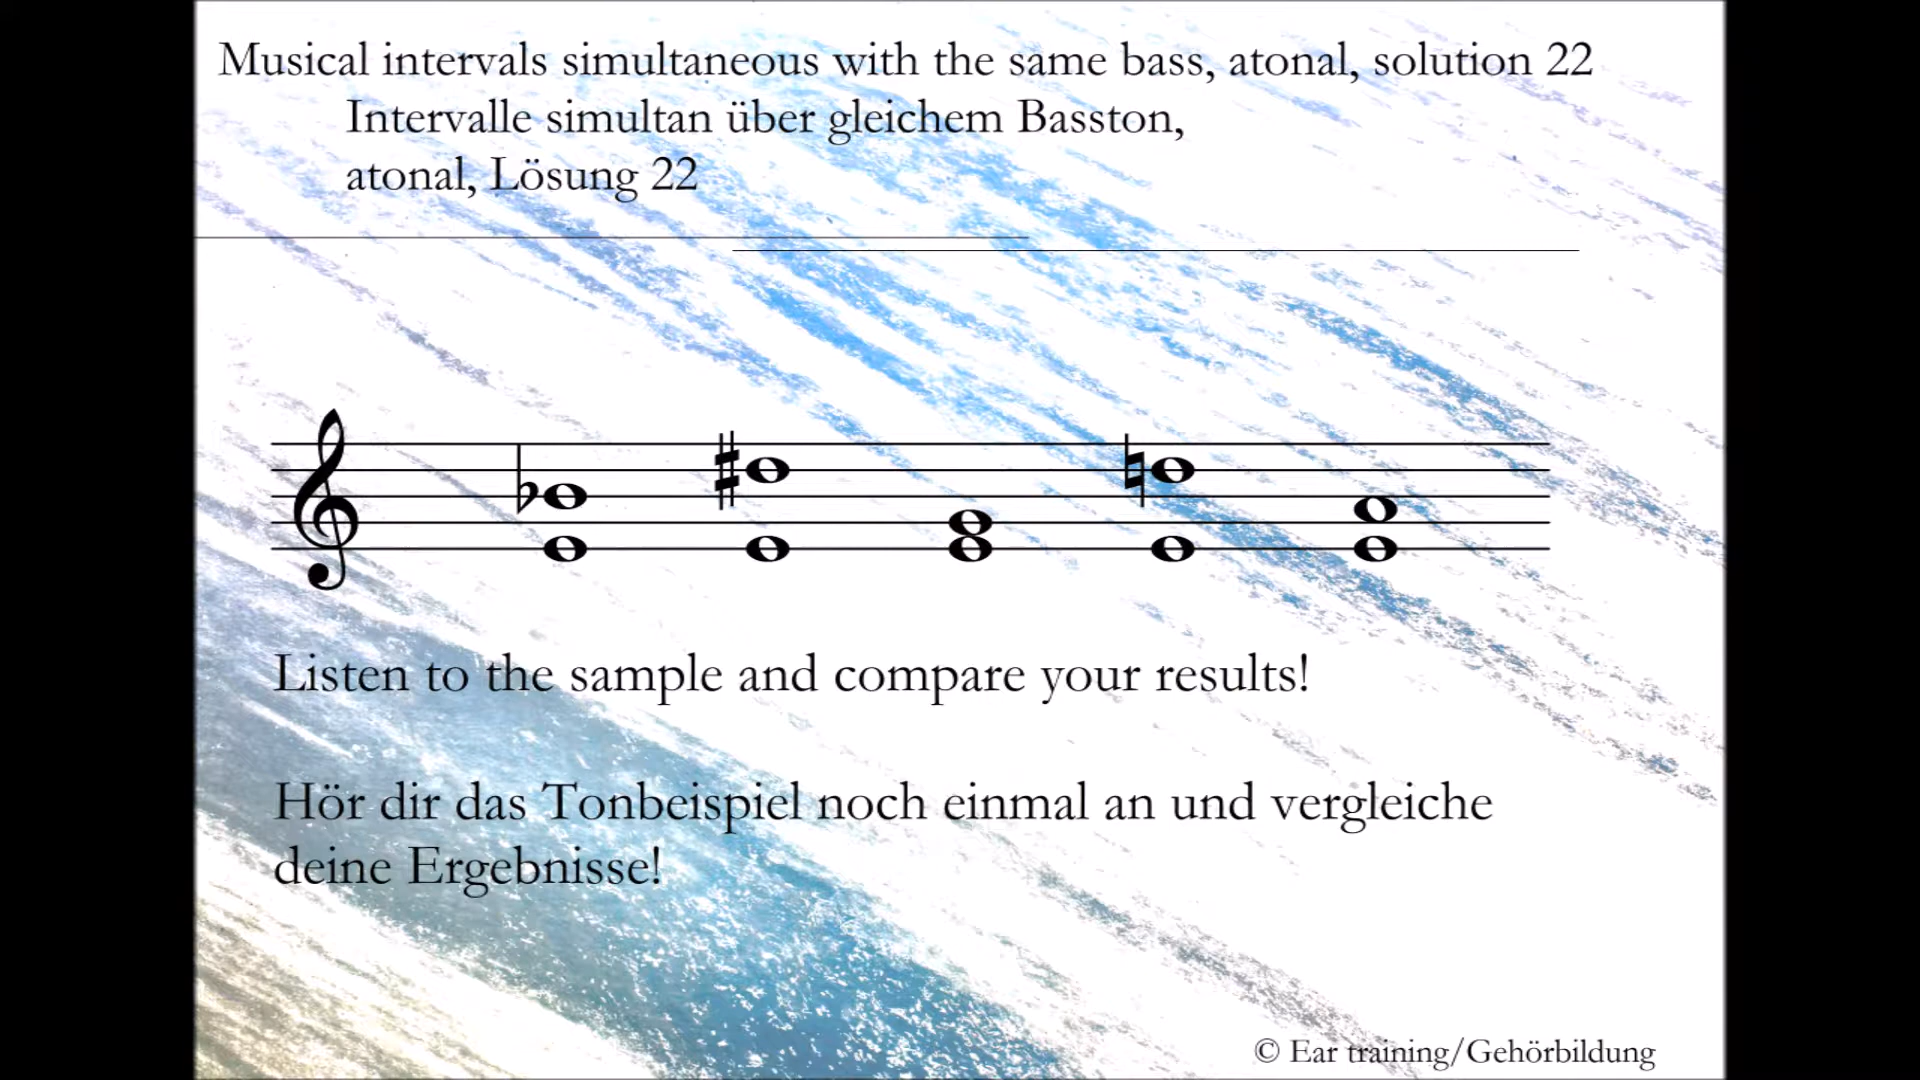 Musical intervals simultaneous with the same bass, atonal, solution 22
Intervalle simultan über gleichem Basston,
atonal, Lösung 22
Listen to the sample and compare your results!
Hör dir das Tonbeispiel noch einmal an und vergleiche
deine Ergebnisse!
© Ear training/Gehörbildung